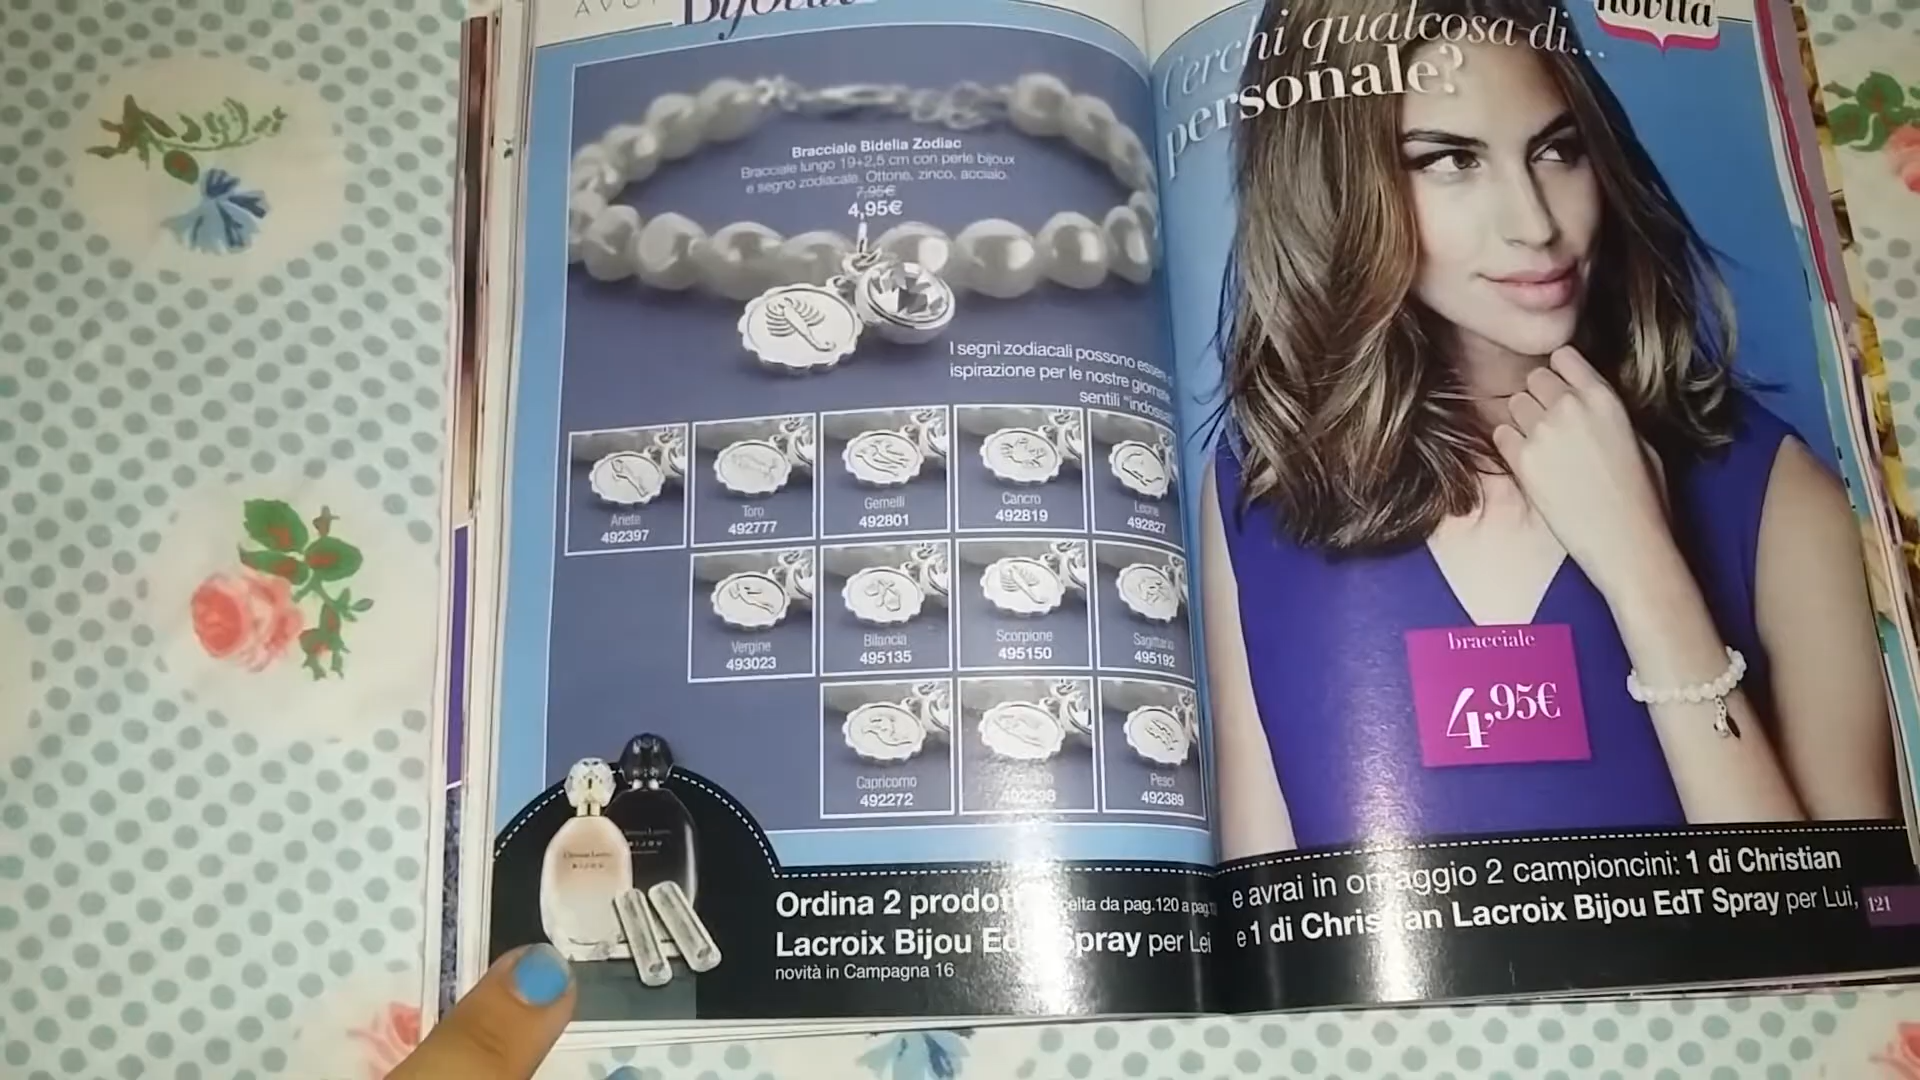 Bijoux
Bracciale Bidelia Zodiac
Bracciale lungo 19+2,5 cm con perle bijoux
e segno zodiacale. Ottone, zinco, acciaio.
7,95€
4,95€
I segni zodiacali possono essere
ispirazione per le nostre
sentili "
Ariete
492397
Toro
492777
Gemelli
492801
Cancro
492819
Leone
492827
Vergine
493023
Bilancia
495135
Scorpione
495150
Sagittario
495192
Capricorno
492272
492298
Pesci
492389
Ordina 2 scelta da pag.120 a pag.
Lacroix Bijou EdT Spray per Lei
novità in Campagna 16
novità
Cerchi qualcosa di...
personale?
bracciale
4,95€
e avrai in omaggio 2 campioncini: 1 di Christian
e 1 di Christian Lacroix Bijou EdT Spray per Lui,
121